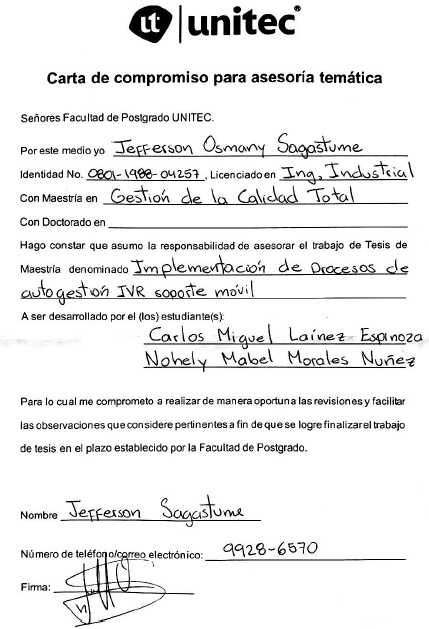 ut unitec
Carta de compromiso para asesoría temática
Señores Facultad de Postgrado UNITEC.
Por este medio yo Jefferson Osmany Sagastume
Identidad No. 0801-1988-04257, Licenciado en Ing, Industrial
Con Maestría en Gestión de la Calidad Total
Con Doctorado en
Hago constar que asumo la responsabilidad de asesorar el trabajo de Tesis de
Maestría denominado Implementación de procesos de
autogestión IVR soporte móvil
A ser desarrollado por el (los) estudiante(s):
Carlos Miguel Laínez Espinoza
Nohely Mabel Morales Nuñez
Para lo cual me comprometo a realizar de manera oportuna las revisiones y facilitar
las observaciones que considere pertinentes a fin de que se logre finalizar el trabajo
de tesis en el plazo establecido por la Facultad de Postgrado.
Nombre Jefferson Sagastume
Número de teléfono/correo electrónico: 9928-6570
Firma: